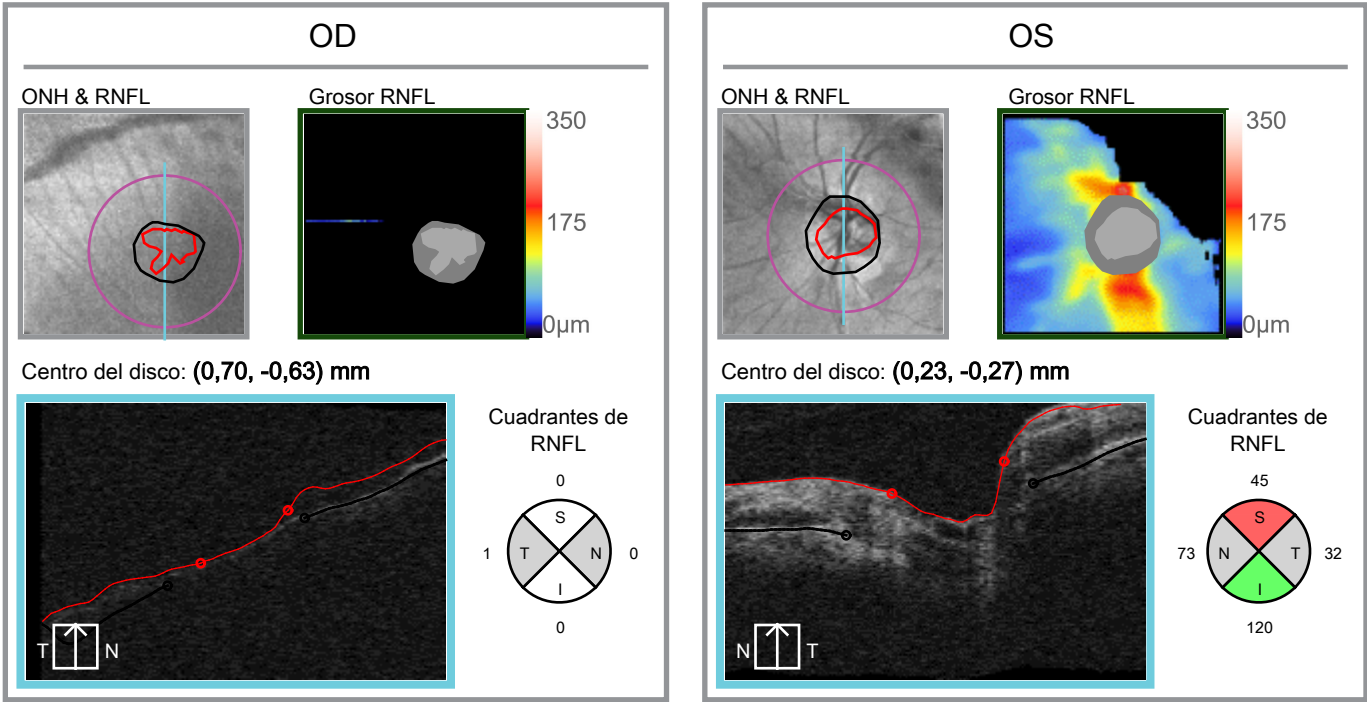 OD
ONH & RNFL
Grosor RNFL
350
175
0µm
Centro del disco: (0,70, -0,63) mm
Cuadrantes de
RNFL
0
S
1
T
N
0
I
0
T
N
OS
ONH & RNFL
Grosor RNFL
350
175
0µm
Centro del disco: (0,23, -0,27) mm
Cuadrantes de
RNFL
45
S
73
N
T
32
I
120
N
T